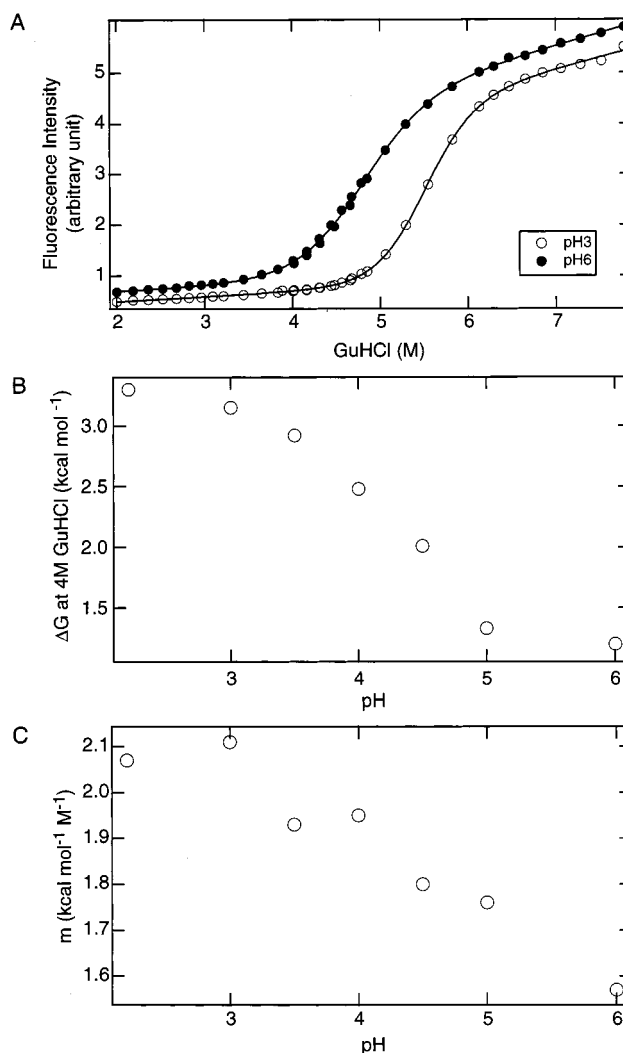 A
Fluorescence Intensity
(arbitrary unit)
5
4
3
2
1
pH3
pH6
2
3
4
5
6
7
GuHCl (M)
B
ΔG at 4M GuHCl (kcal mol⁻¹)
3.0
2.5
2.0
1.5
3
4
5
6
pH
C
m (kcal mol⁻¹ M⁻¹)
2.1
2.0
1.9
1.8
1.7
1.6
3
4
5
6
pH